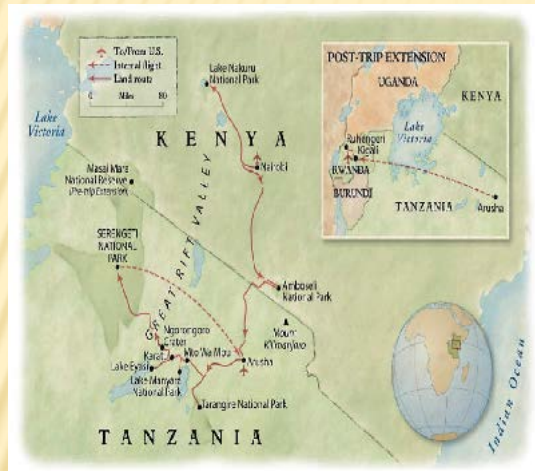 To/From U.S.
Internal flight
Land route
0 Miles 80
Lake
Victoria
Lake Nakuru
National Park
KENYA
Nairobi
Masai Mara
National Reserve
(Pre-trip Extension)
GREAT RIFT VALLEY
SERENGETI
NATIONAL
PARK
Amboseli
National Park
Mount
Kilimanjaro
Ngorongoro
Crater
Karatu
Mto Wa Mbu
Arusha
Lake Eyasi
Lake Manyara
National Park
Tarangire National Park
TANZANIA
Indian Ocean
POST-TRIP EXTENSION
UGANDA
KENYA
Lake
Victoria
Ruhengeri
Kigali
RWANDA
BURUNDI
TANZANIA
Arusha